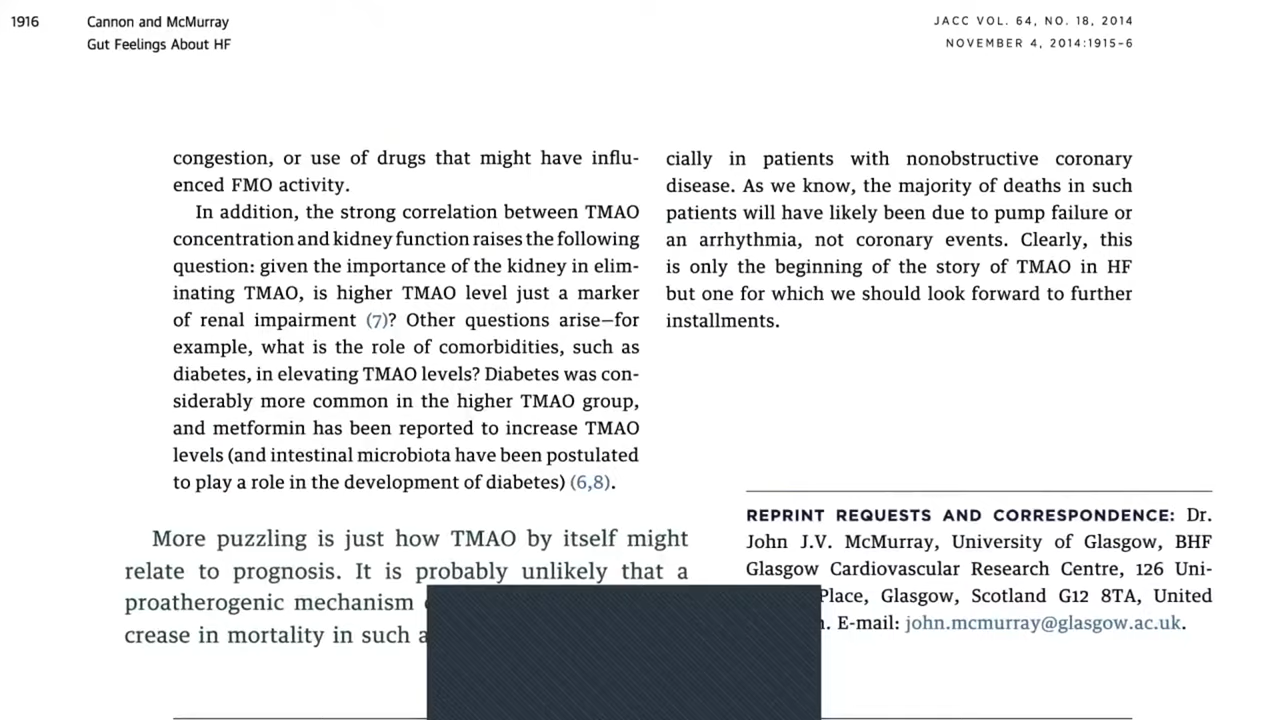 1916
Cannon and McMurray
Gut Feelings About HF
JACC VOL. 64, NO. 18, 2014
NOVEMBER 4, 2014:1915–6
congestion, or use of drugs that might have influ-
enced FMO activity.
In addition, the strong correlation between TMAO
concentration and kidney function raises the following
question: given the importance of the kidney in elim-
inating TMAO, is higher TMAO level just a marker
of renal impairment (7)? Other questions arise—for
example, what is the role of comorbidities, such as
diabetes, in elevating TMAO levels? Diabetes was con-
siderably more common in the higher TMAO group,
and metformin has been reported to increase TMAO
levels (and intestinal microbiota have been postulated
to play a role in the development of diabetes) (6,8).
More puzzling is just how TMAO by itself might
relate to prognosis. It is probably unlikely that a
proatherogenic mechanism
crease in mortality in such
cially in patients with nonobstructive coronary
disease. As we know, the majority of deaths in such
patients will have likely been due to pump failure or
an arrhythmia, not coronary events. Clearly, this
is only the beginning of the story of TMAO in HF
but one for which we should look forward to further
installments.
REPRINT REQUESTS AND CORRESPONDENCE: Dr.
John J.V. McMurray, University of Glasgow, BHF
Glasgow Cardiovascular Research Centre, 126 Uni-
Place, Glasgow, Scotland G12 8TA, United
E-mail: john.mcmurray@glasgow.ac.uk.